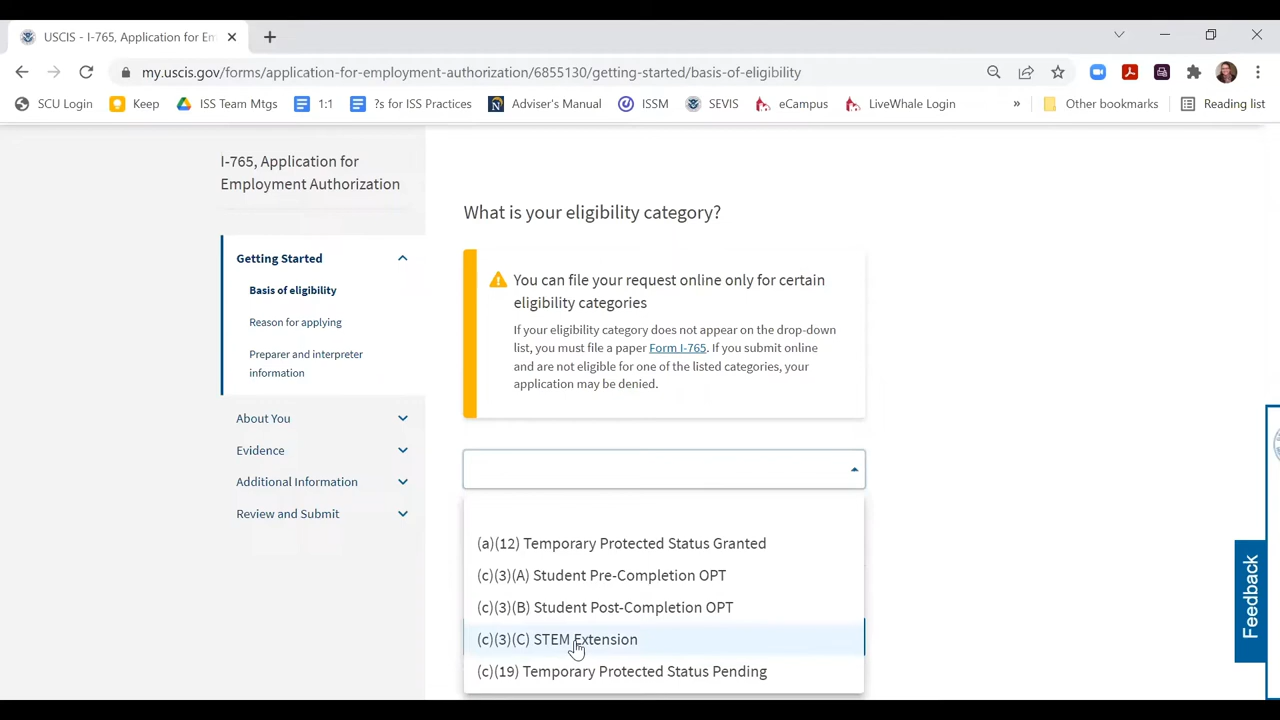 USCIS - I-765, Application for Em
my.uscis.gov/forms/application-for-employment-authorization/6855130/getting-started/basis-of-eligibility
SCU Login
Keep
ISS Team Mtgs
1:1
?s for ISS Practices
Adviser's Manual
ISSM
SEVIS
eCampus
LiveWhale Login
»
Other bookmarks
Reading list
I-765, Application for
Employment Authorization
Getting Started
Basis of eligibility
Reason for applying
Preparer and interpreter
information
About You
Evidence
Additional Information
Review and Submit
What is your eligibility category?
You can file your request online only for certain
eligibility categories
If your eligibility category does not appear on the drop-down
list, you must file a paper Form I-765. If you submit online
and are not eligible for one of the listed categories, your
application may be denied.
(a)(12) Temporary Protected Status Granted
(c)(3)(A) Student Pre-Completion OPT
(c)(3)(B) Student Post-Completion OPT
(c)(3)(C) STEM Extension
(c)(19) Temporary Protected Status Pending
Feedback